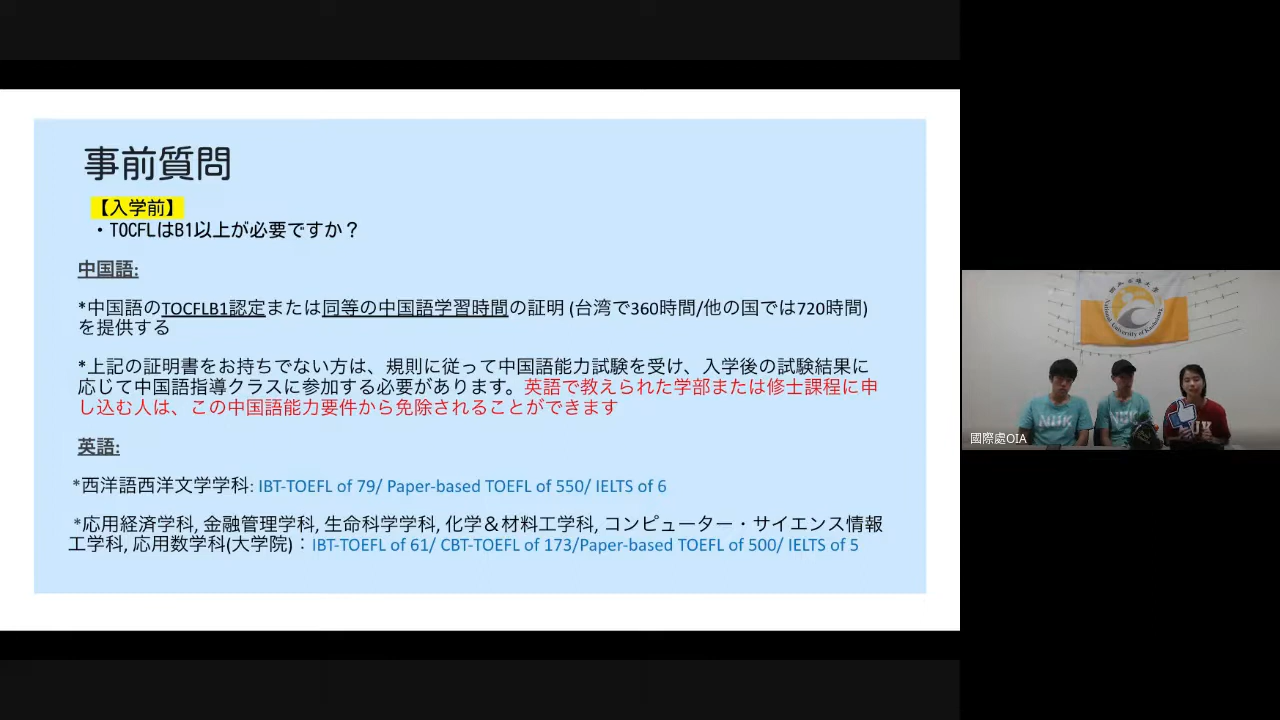 事前質問
【入学前】
・TOCFLはB1以上が必要ですか？
中国語:
*中国語のTOCFLB1認定または同等の中国語学習時間の証明 (台湾で360時間/他の国では720時間)
を提供する
*上記の証明書をお持ちでない方は、規則に従って中国語能力試験を受け、入学後の試験結果に
応じて中国語指導クラスに参加する必要があります。英語で教えられた学部または修士課程に申
し込む人は、この中国語能力要件から免除されることができます
英語:
*西洋語西洋文学学科: IBT-TOEFL of 79/ Paper-based TOEFL of 550/ IELTS of 6
*応用経済学科, 金融管理学科, 生命科学学科, 化学＆材料工学科, コンピューター・サイエンス情報
工学科, 応用数学科(大学院)：IBT-TOEFL of 61/ CBT-TOEFL of 173/Paper-based TOEFL of 500/ IELTS of 5
National University of Kaohsiung
NUK
NUK
NUK
國際處OIA